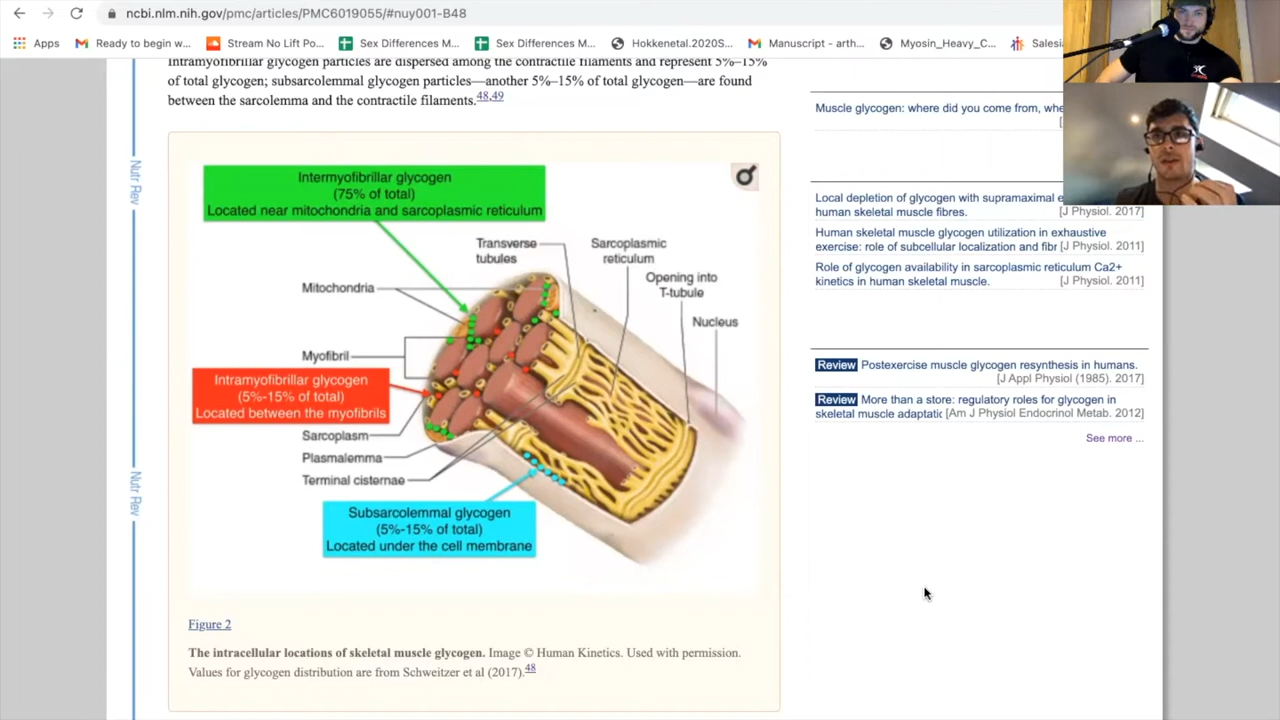 ncbi.nlm.nih.gov/pmc/articles/PMC6019055/#nuy001-B48
Apps
Ready to begin w...
Stream No Lift Po...
Sex Differences M...
Sex Differences M...
Hokkenetal.2020S...
Manuscript - arth...
Myosin_Heavy_C...
Salesi
Intramyofibrillar glycogen particles are dispersed among the contractile filaments and represent 5%–15%
of total glycogen; subsarcolemmal glycogen particles—another 5%–15% of total glycogen—are found
between the sarcolemma and the contractile filaments.48,49
Nutr Rev
Nutr Rev
Intermyofibrillar glycogen
(75% of total)
Located near mitochondria and sarcoplasmic reticulum
Transverse
tubules
Sarcoplasmic
reticulum
Opening into
T-tubule
Nucleus
Mitochondria
Myofibril
Intramyofibrillar glycogen
(5%-15% of total)
Located between the myofibrils
Sarcoplasm
Plasmalemma
Terminal cisternae
Subsarcolemmal glycogen
(5%-15% of total)
Located under the cell membrane
Figure 2
The intracellular locations of skeletal muscle glycogen. Image © Human Kinetics. Used with permission.
Values for glycogen distribution are from Schweitzer et al (2017).48
Muscle glycogen: where did you come from, whe
[
Local depletion of glycogen with supramaximal e
human skeletal muscle fibres. [J Physiol. 2017]
Human skeletal muscle glycogen utilization in exhaustive
exercise: role of subcellular localization and fibr [J Physiol. 2011]
Role of glycogen availability in sarcoplasmic reticulum Ca2+
kinetics in human skeletal muscle. [J Physiol. 2011]
Review Postexercise muscle glycogen resynthesis in humans.
[J Appl Physiol (1985). 2017]
Review More than a store: regulatory roles for glycogen in
skeletal muscle adaptatic [Am J Physiol Endocrinol Metab. 2012]
See more ...